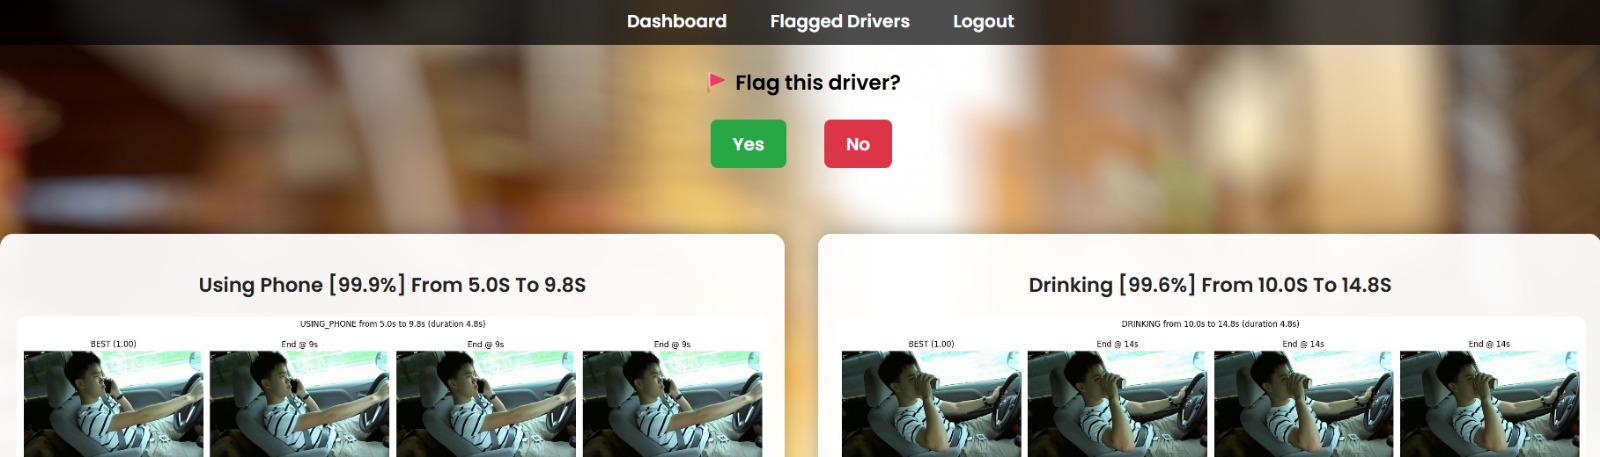 Dashboard Flagged Drivers Logout
Flag this driver?
Yes No
Using Phone [99.9%] From 5.0S To 9.8S
USING_PHONE from 5.0s to 9.8s (duration 4.8s)
BEST (1.00) End @ 9s End @ 9s End @ 9s
Drinking [99.6%] From 10.0S To 14.8S
DRINKING from 10.0s to 14.8s (duration 4.8s)
BEST (1.00) End @ 14s End @ 14s End @ 14s